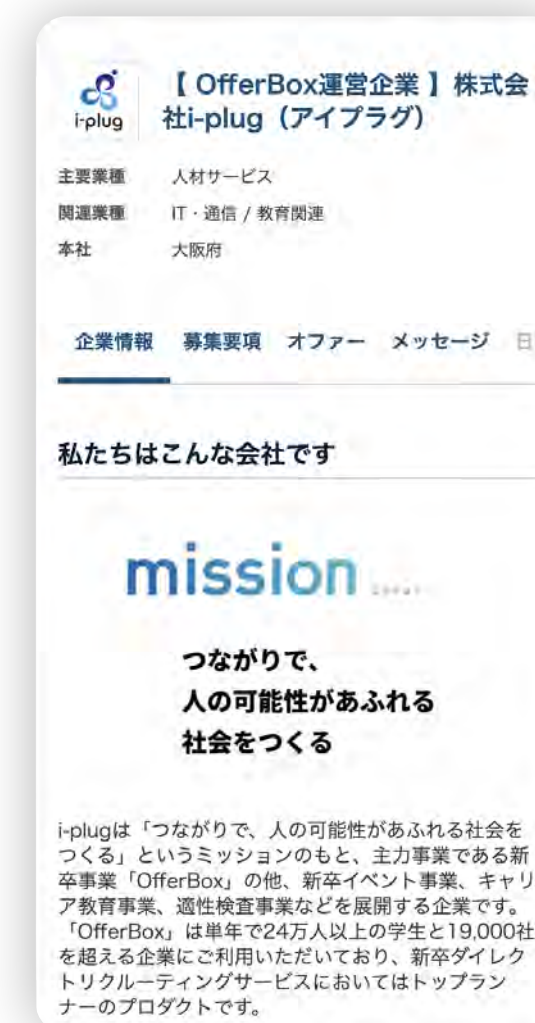 i-plug
【 OfferBox運営企業 】株式会
社i-plug（アイプラグ）
主要業種 人材サービス
関連業種 IT・通信 / 教育関連
本社 大阪府
企業情報 募集要項 オファー メッセージ 日
私たちはこんな会社です
mission
つながりで、
人の可能性があふれる
社会をつくる
i-plugは「つながりで、人の可能性があふれる社会を
つくる」というミッションのもと、主力事業である新
卒事業「OfferBox」の他、新卒イベント事業、キャリ
ア教育事業、適性検査事業などを展開する企業です。
「OfferBox」は単年で24万人以上の学生と19,000社
を超える企業にご利用いただいており、新卒ダイレク
トリクルーティングサービスにおいてはトップラン
ナーのプロダクトです。